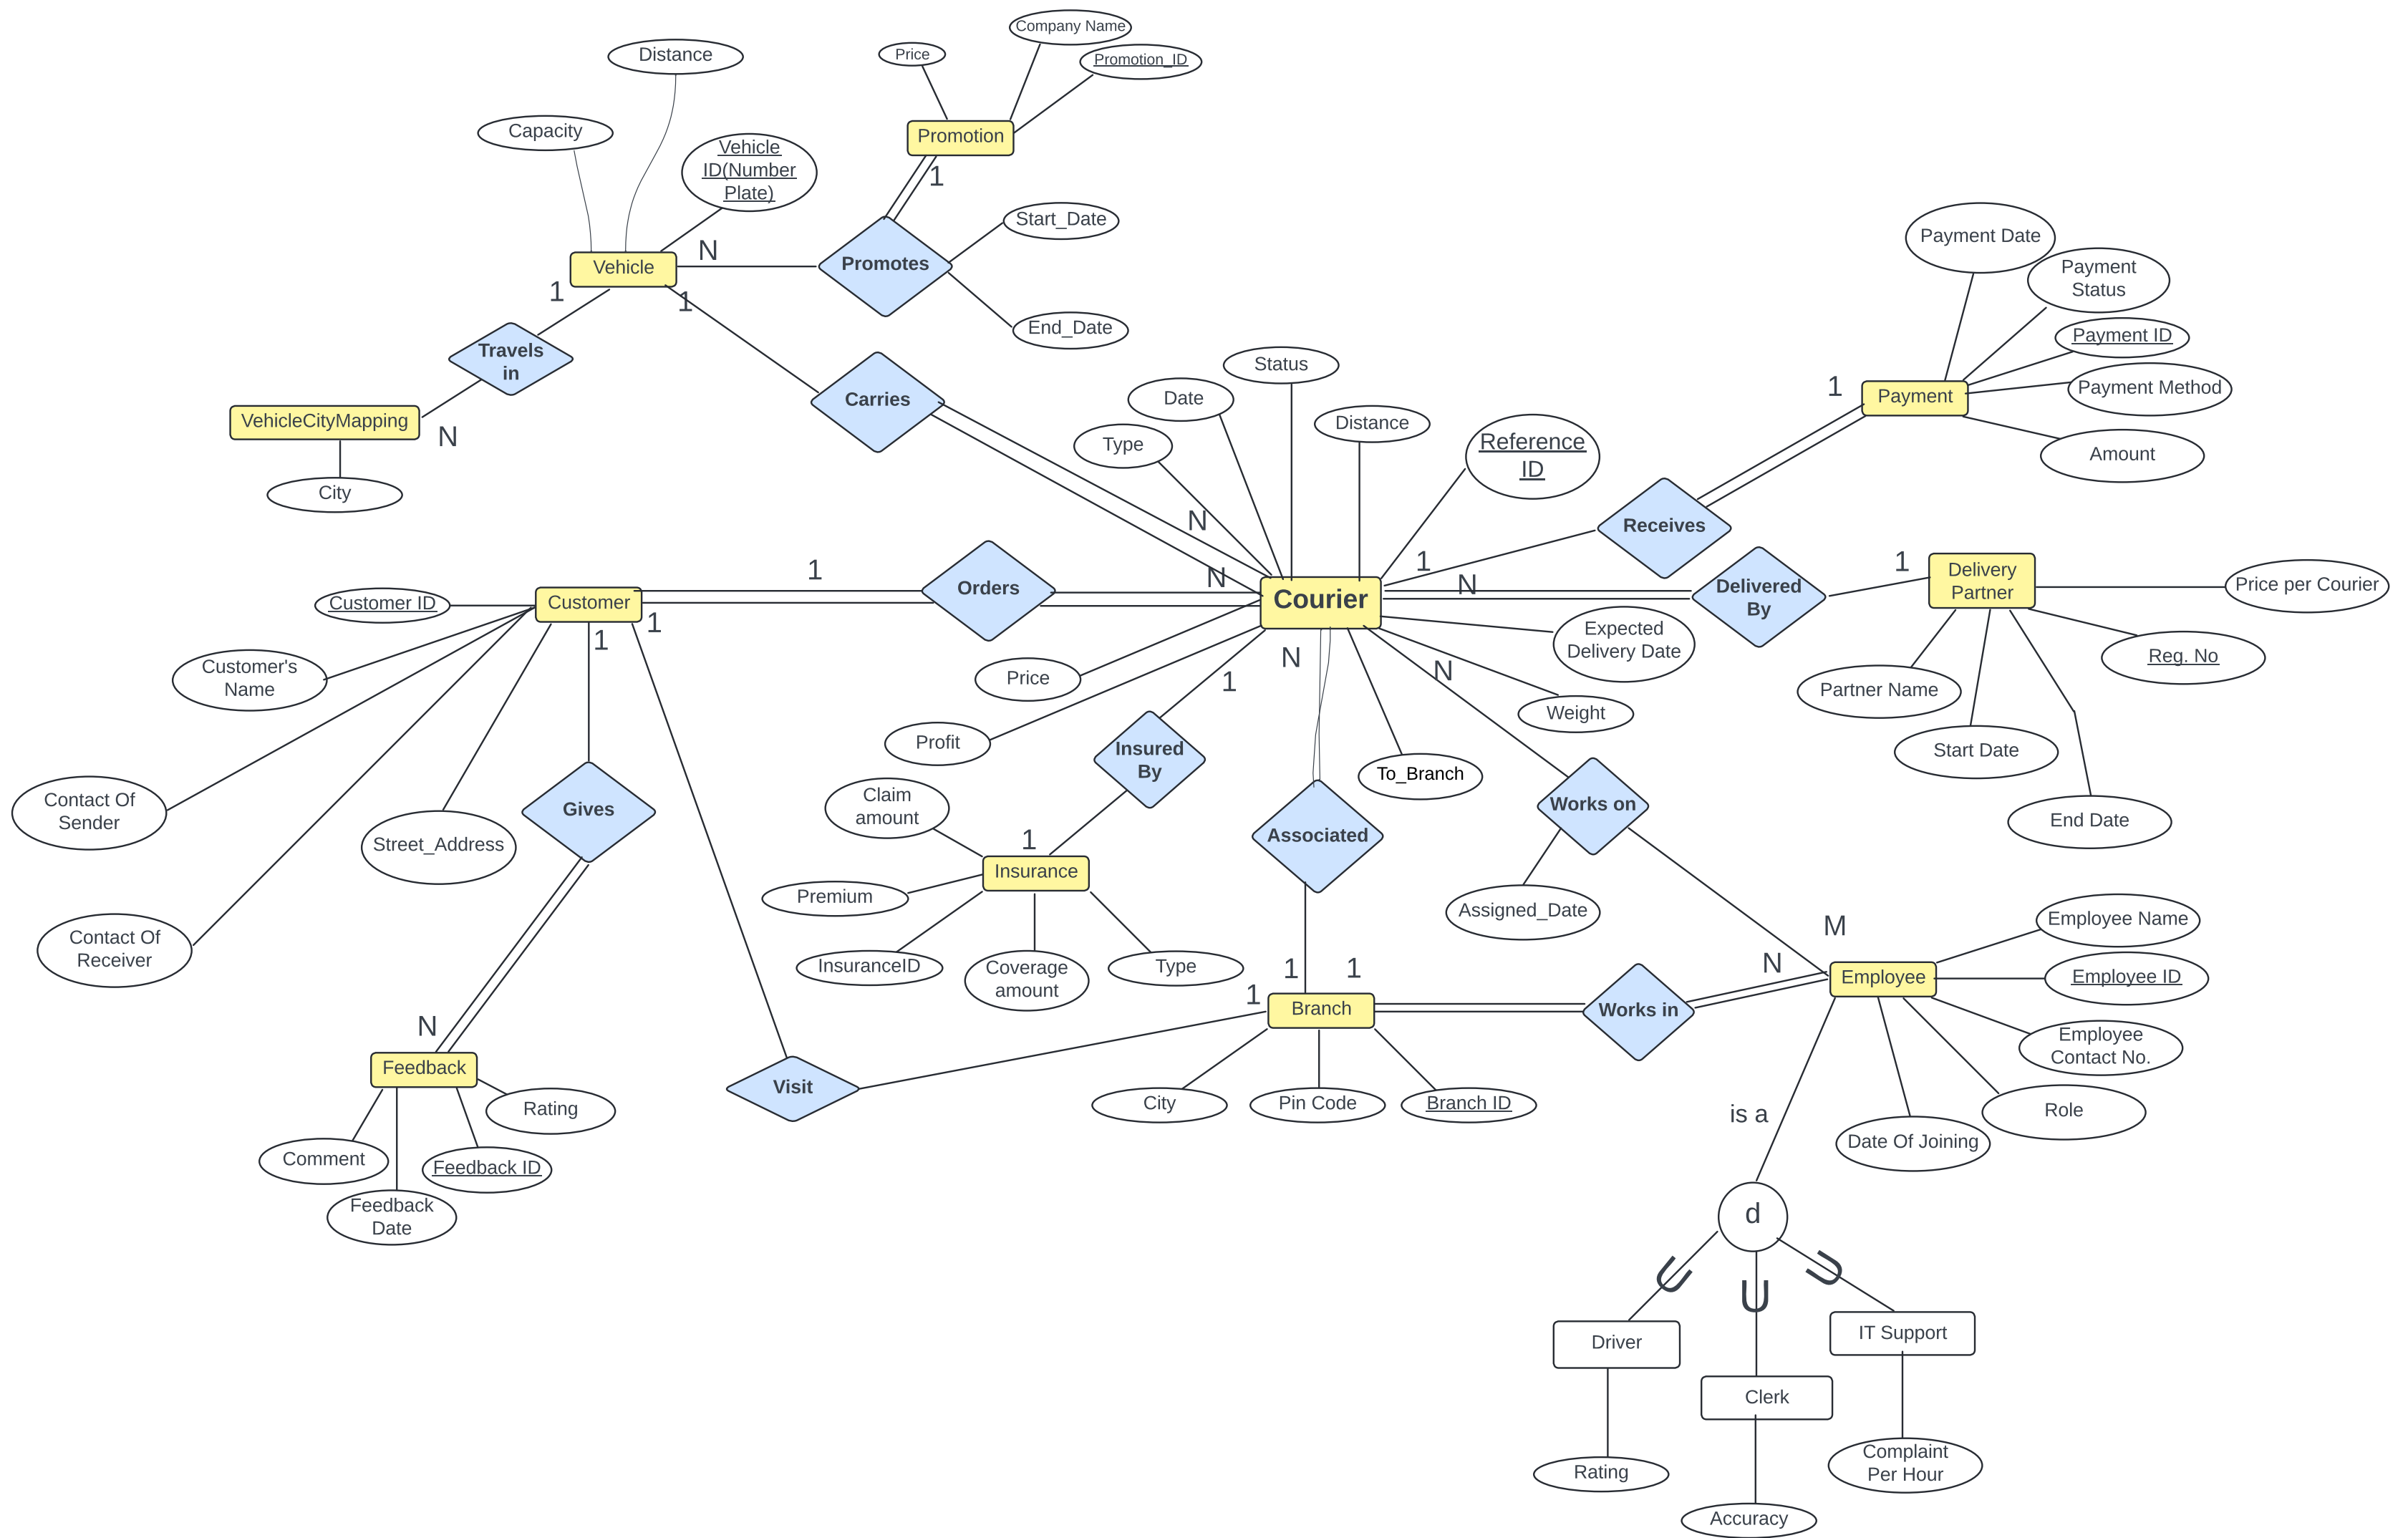 Company Name
Price
Distance
Promotion_ID
Capacity
Promotion
Vehicle
ID(Number
Plate)
1
Start_Date
Payment Date
N
Promotes
Vehicle
Payment
Status
1
1
End_Date
Payment ID
Travels
in
Status
1
Payment Method
Payment
Carries
Date
VehicleCityMapping
N
Distance
Type
Reference
ID
Amount
City
N
Receives
1
1
1
N
N
Delivery
Partner
Price per Courier
Orders
Courier
Delivered
By
Customer ID
Customer
1
1
Expected
Delivery Date
Reg. No
N
N
Customer's
Name
Price
1
Partner Name
Weight
Profit
Insured
By
Start Date
To_Branch
Contact Of
Sender
Gives
Claim
amount
Works on
End Date
Street_Address
1
Associated
Insurance
Premium
Assigned_Date
M
Employee Name
Contact Of
Receiver
InsuranceID
Coverage
amount
Type
1
1
N
Employee
Employee ID
1
Branch
Works in
N
Feedback
Employee
Contact No.
Visit
City
Pin Code
Branch ID
Rating
is a
Role
Date Of Joining
Comment
Feedback ID
Feedback
Date
d
U
U
U
Driver
IT Support
Clerk
Rating
Complaint
Per Hour
Accuracy